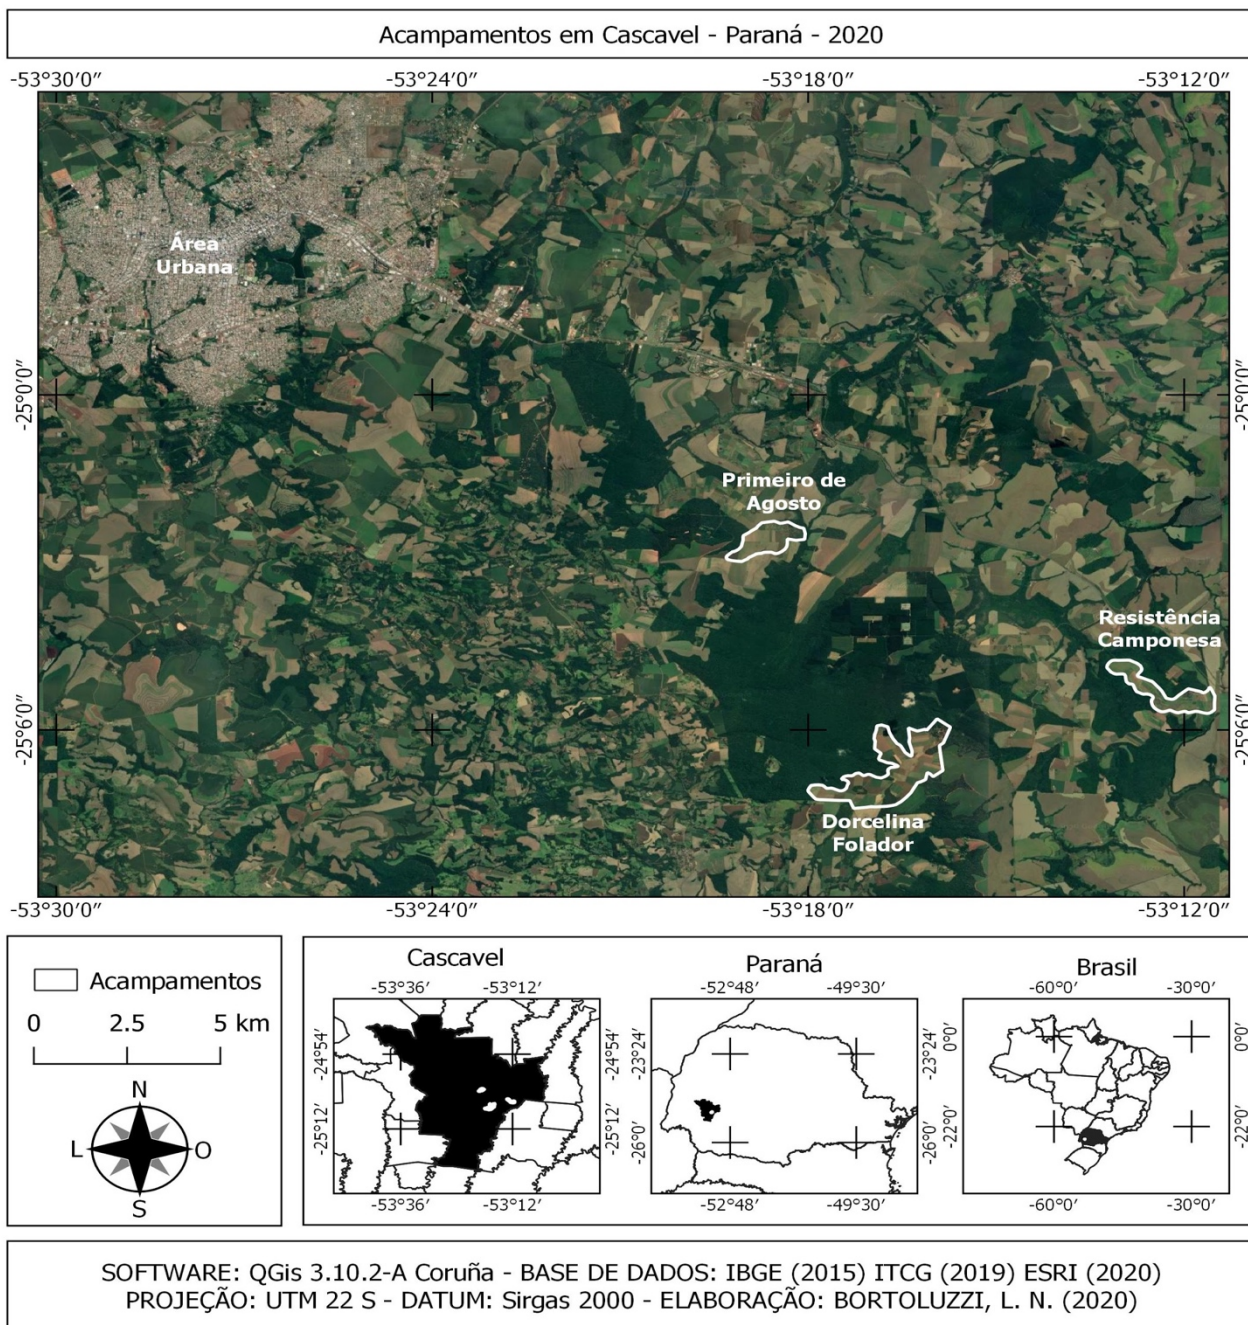 Acampamentos em Cascavel - Paraná - 2020
-53°30′0″ -53°24′0″ -53°18′0″ -53°12′0″
Área
Urbana
-25°0′0″ -25°0′0″
Primeiro de
Agosto
Resistência
Camponesa
-25°6′0″ -25°6′0″
Dorcelina
Folador
-53°30′0″ -53°24′0″ -53°18′0″ -53°12′0″
Acampamentos
0 2.5 5 km
N
L O
S
Cascavel
-53°36′ -53°12′
-24°54′ -24°54′
-25°12′ -25°12′
-53°36′ -53°12′
Paraná
-52°48′ -49°30′
-23°24′
-26°0′
-52°48′ -49°30′
Brasil
-60°0′ -30°0′
0°0′ 0°0′
-22°0′ -22°0′
-60°0′ -30°0′
SOFTWARE: QGis 3.10.2-A Coruña - BASE DE DADOS: IBGE (2015) ITCG (2019) ESRI (2020)
PROJEÇÃO: UTM 22 S - DATUM: Sirgas 2000 - ELABORAÇÃO: BORTOLUZZI, L. N. (2020)